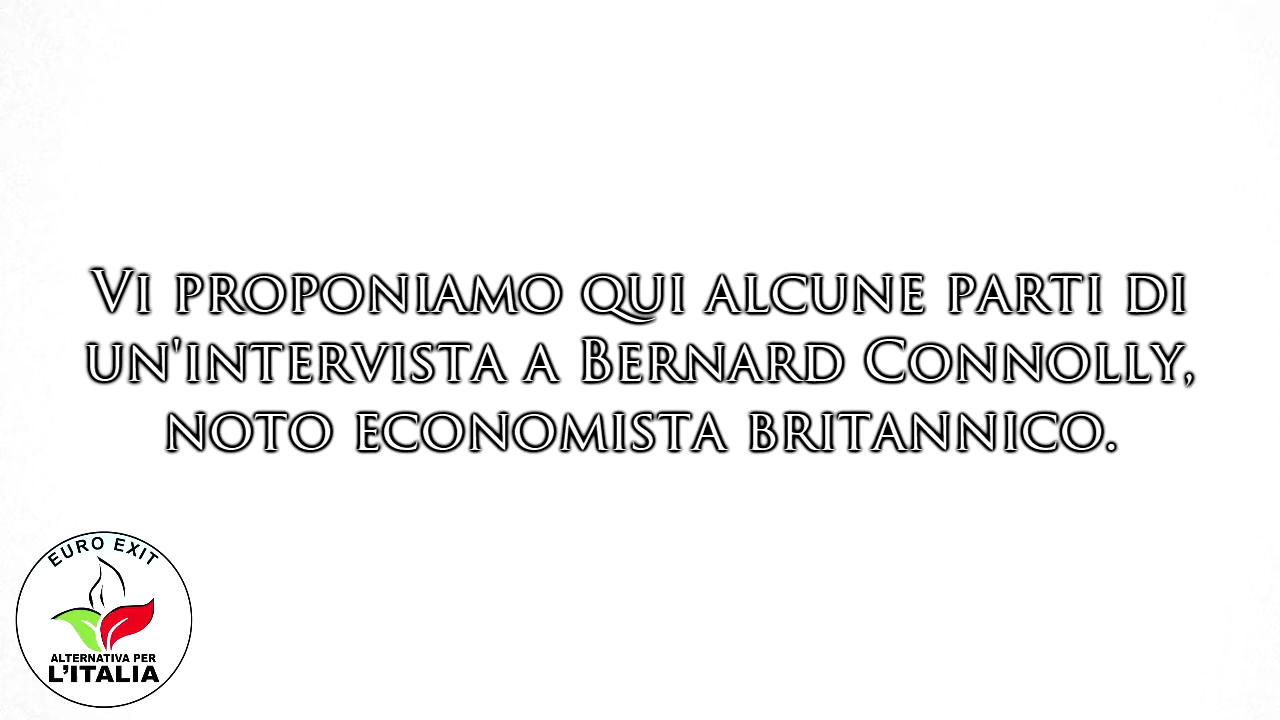 Vi proponiamo qui alcune parti di
un'intervista a Bernard Connolly,
noto economista britannico.
EURO EXIT
ALTERNATIVA PER
L'ITALIA